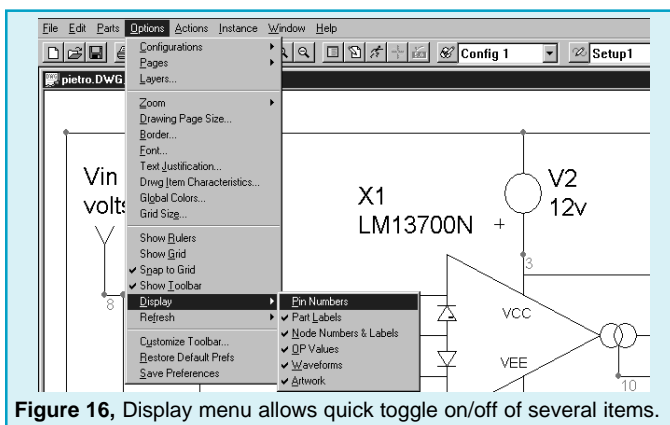 File Edit Parts Options Actions Instance Window Help
Config 1 Setup1
pietro.DWG
Configurations
Pages
Layers...
Zoom
Drawing Page Size...
Border...
Font...
Text Justification...
Drwg Item Characteristics...
Global Colors...
Grid Size...
Show Rulers
Show Grid
Snap to Grid
Show Toolbar
Display
Refresh
Customize Toolbar...
Restore Default Prefs
Save Preferences
Pin Numbers
Part Labels
Node Numbers & Labels
OP Values
Waveforms
Artwork
Vin
volts
8
X1
LM13700N
+
V2
12v
3
VCC
VEE
10
Figure 16, Display menu allows quick toggle on/off of several items.